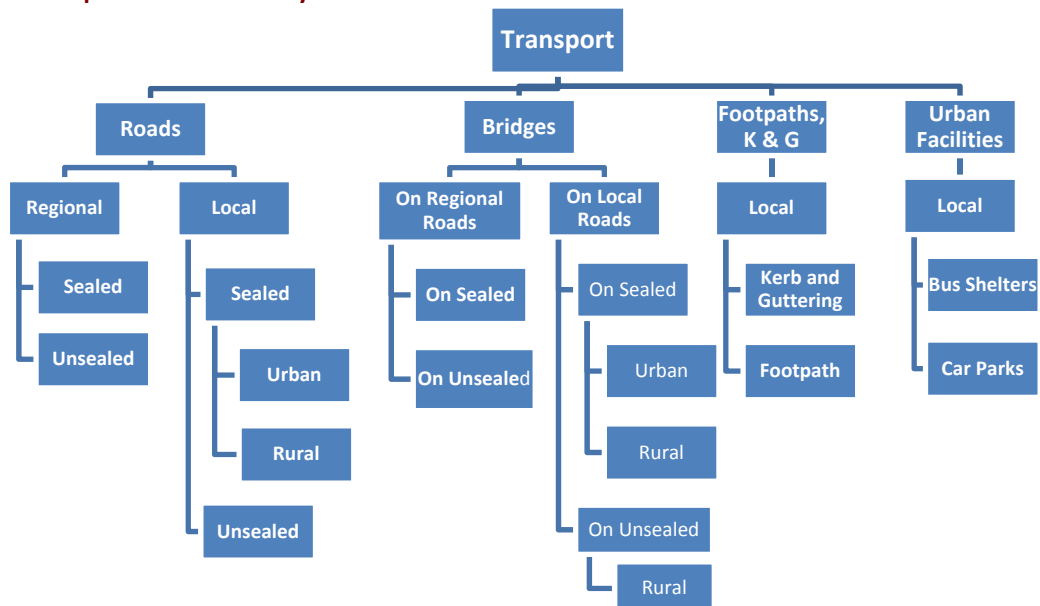 Transport
Roads
Bridges
Footpaths,
K & G
Urban
Facilities
Regional
Local
On Regional
Roads
On Local
Roads
Local
Local
Sealed
Sealed
On Sealed
On Sealed
Kerb and
Guttering
Bus Shelters
Unsealed
Urban
On Unsealed
Urban
Footpath
Car Parks
Rural
Rural
Unsealed
On Unsealed
Rural